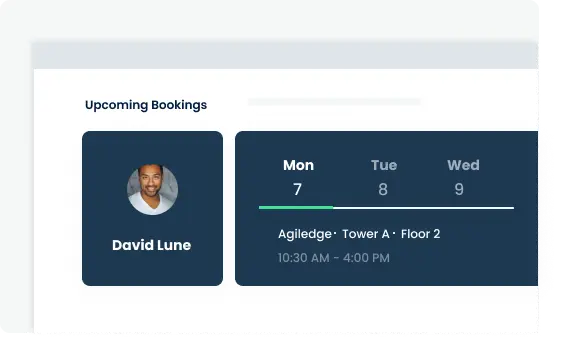 Upcoming Bookings
David Lune
Mon Tue Wed
7 8 9
Agiledge · Tower A · Floor 2
10:30 AM - 4:00 PM